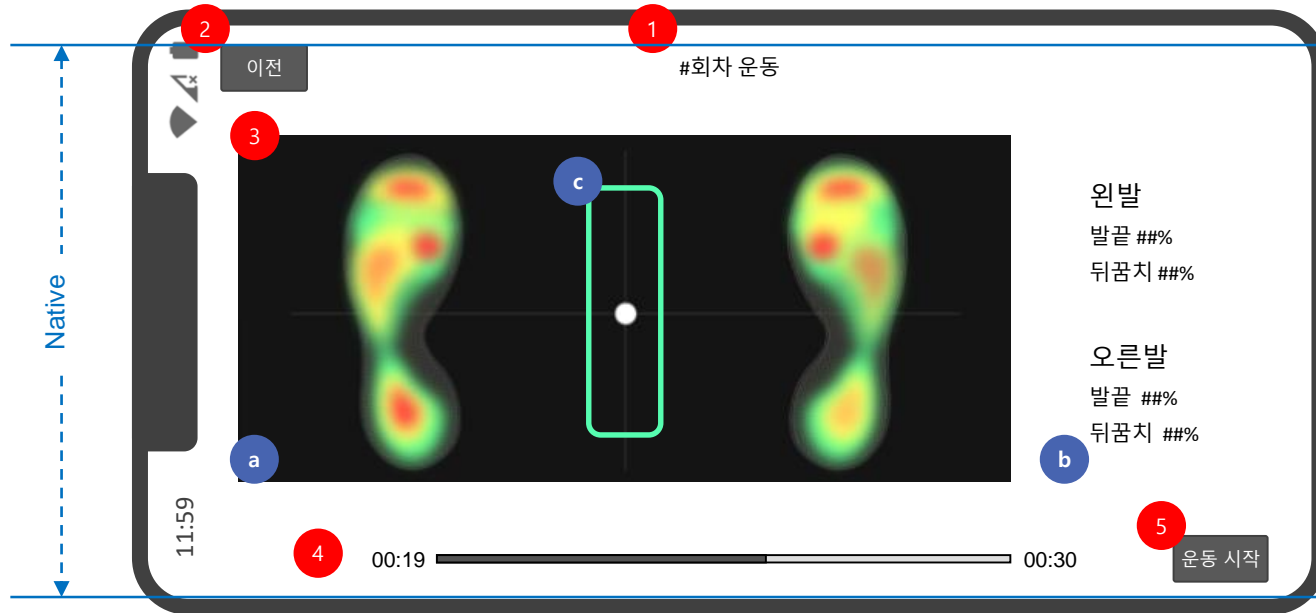 2
1
이전
#회차 운동
3
c
왼발
발끝 ##%
뒤꿈치 ##%
Native
오른발
발끝 ##%
뒤꿈치 ##%
a
b
11:59
5
4
00:19
00:30
운동 시작